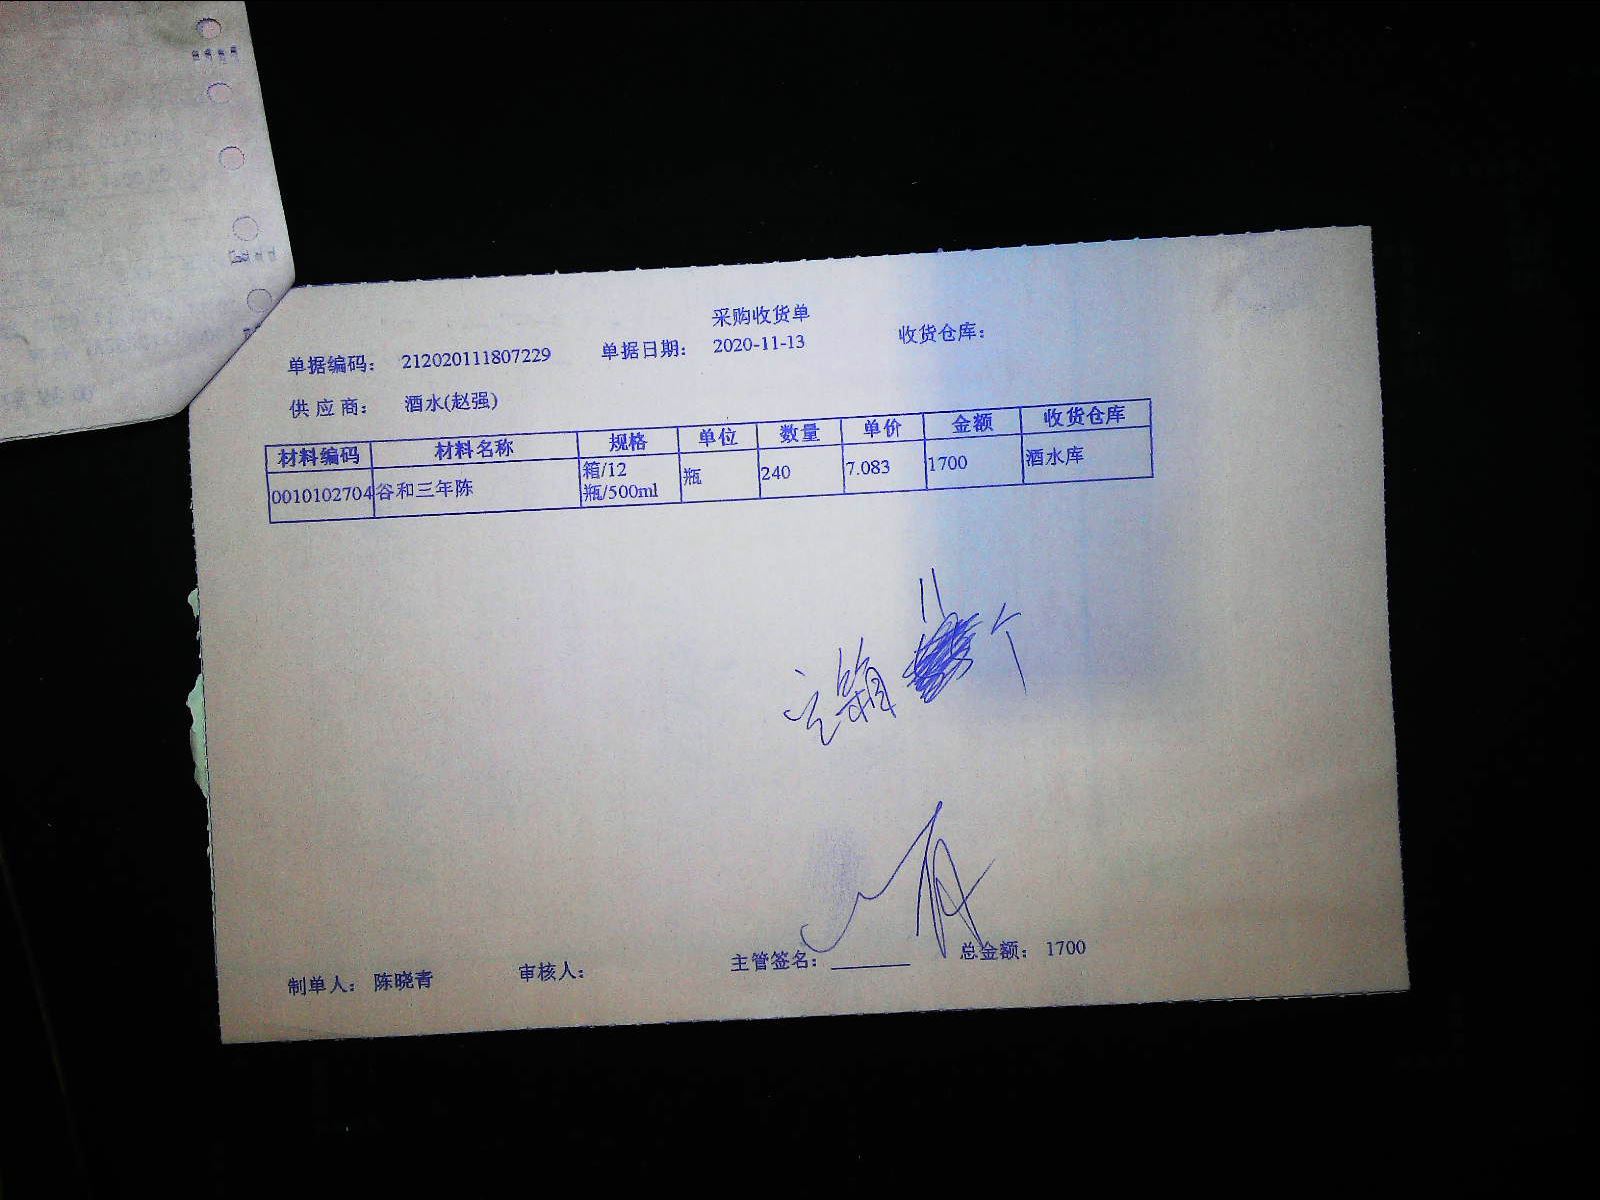 采购收货单
单据编码： 212020111807229 单据日期： 2020-11-13 收货仓库：
供 应 商： 酒水(赵强)
材料编码 材料名称 规格 单位 数量 单价 金额 收货仓库
0010102704 谷和三年陈 箱/12瓶/500ml 瓶 240 7.083 1700 酒水库
制单人： 陈晓青 审核人： 主管签名： 总金额： 1700